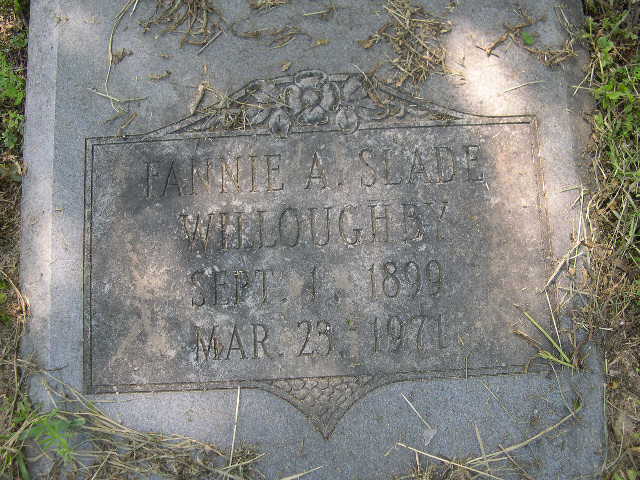 FANNIE A. SLADE
WILLOUGHBY
SEPT. 1, 1899
MAR. 23, 1971